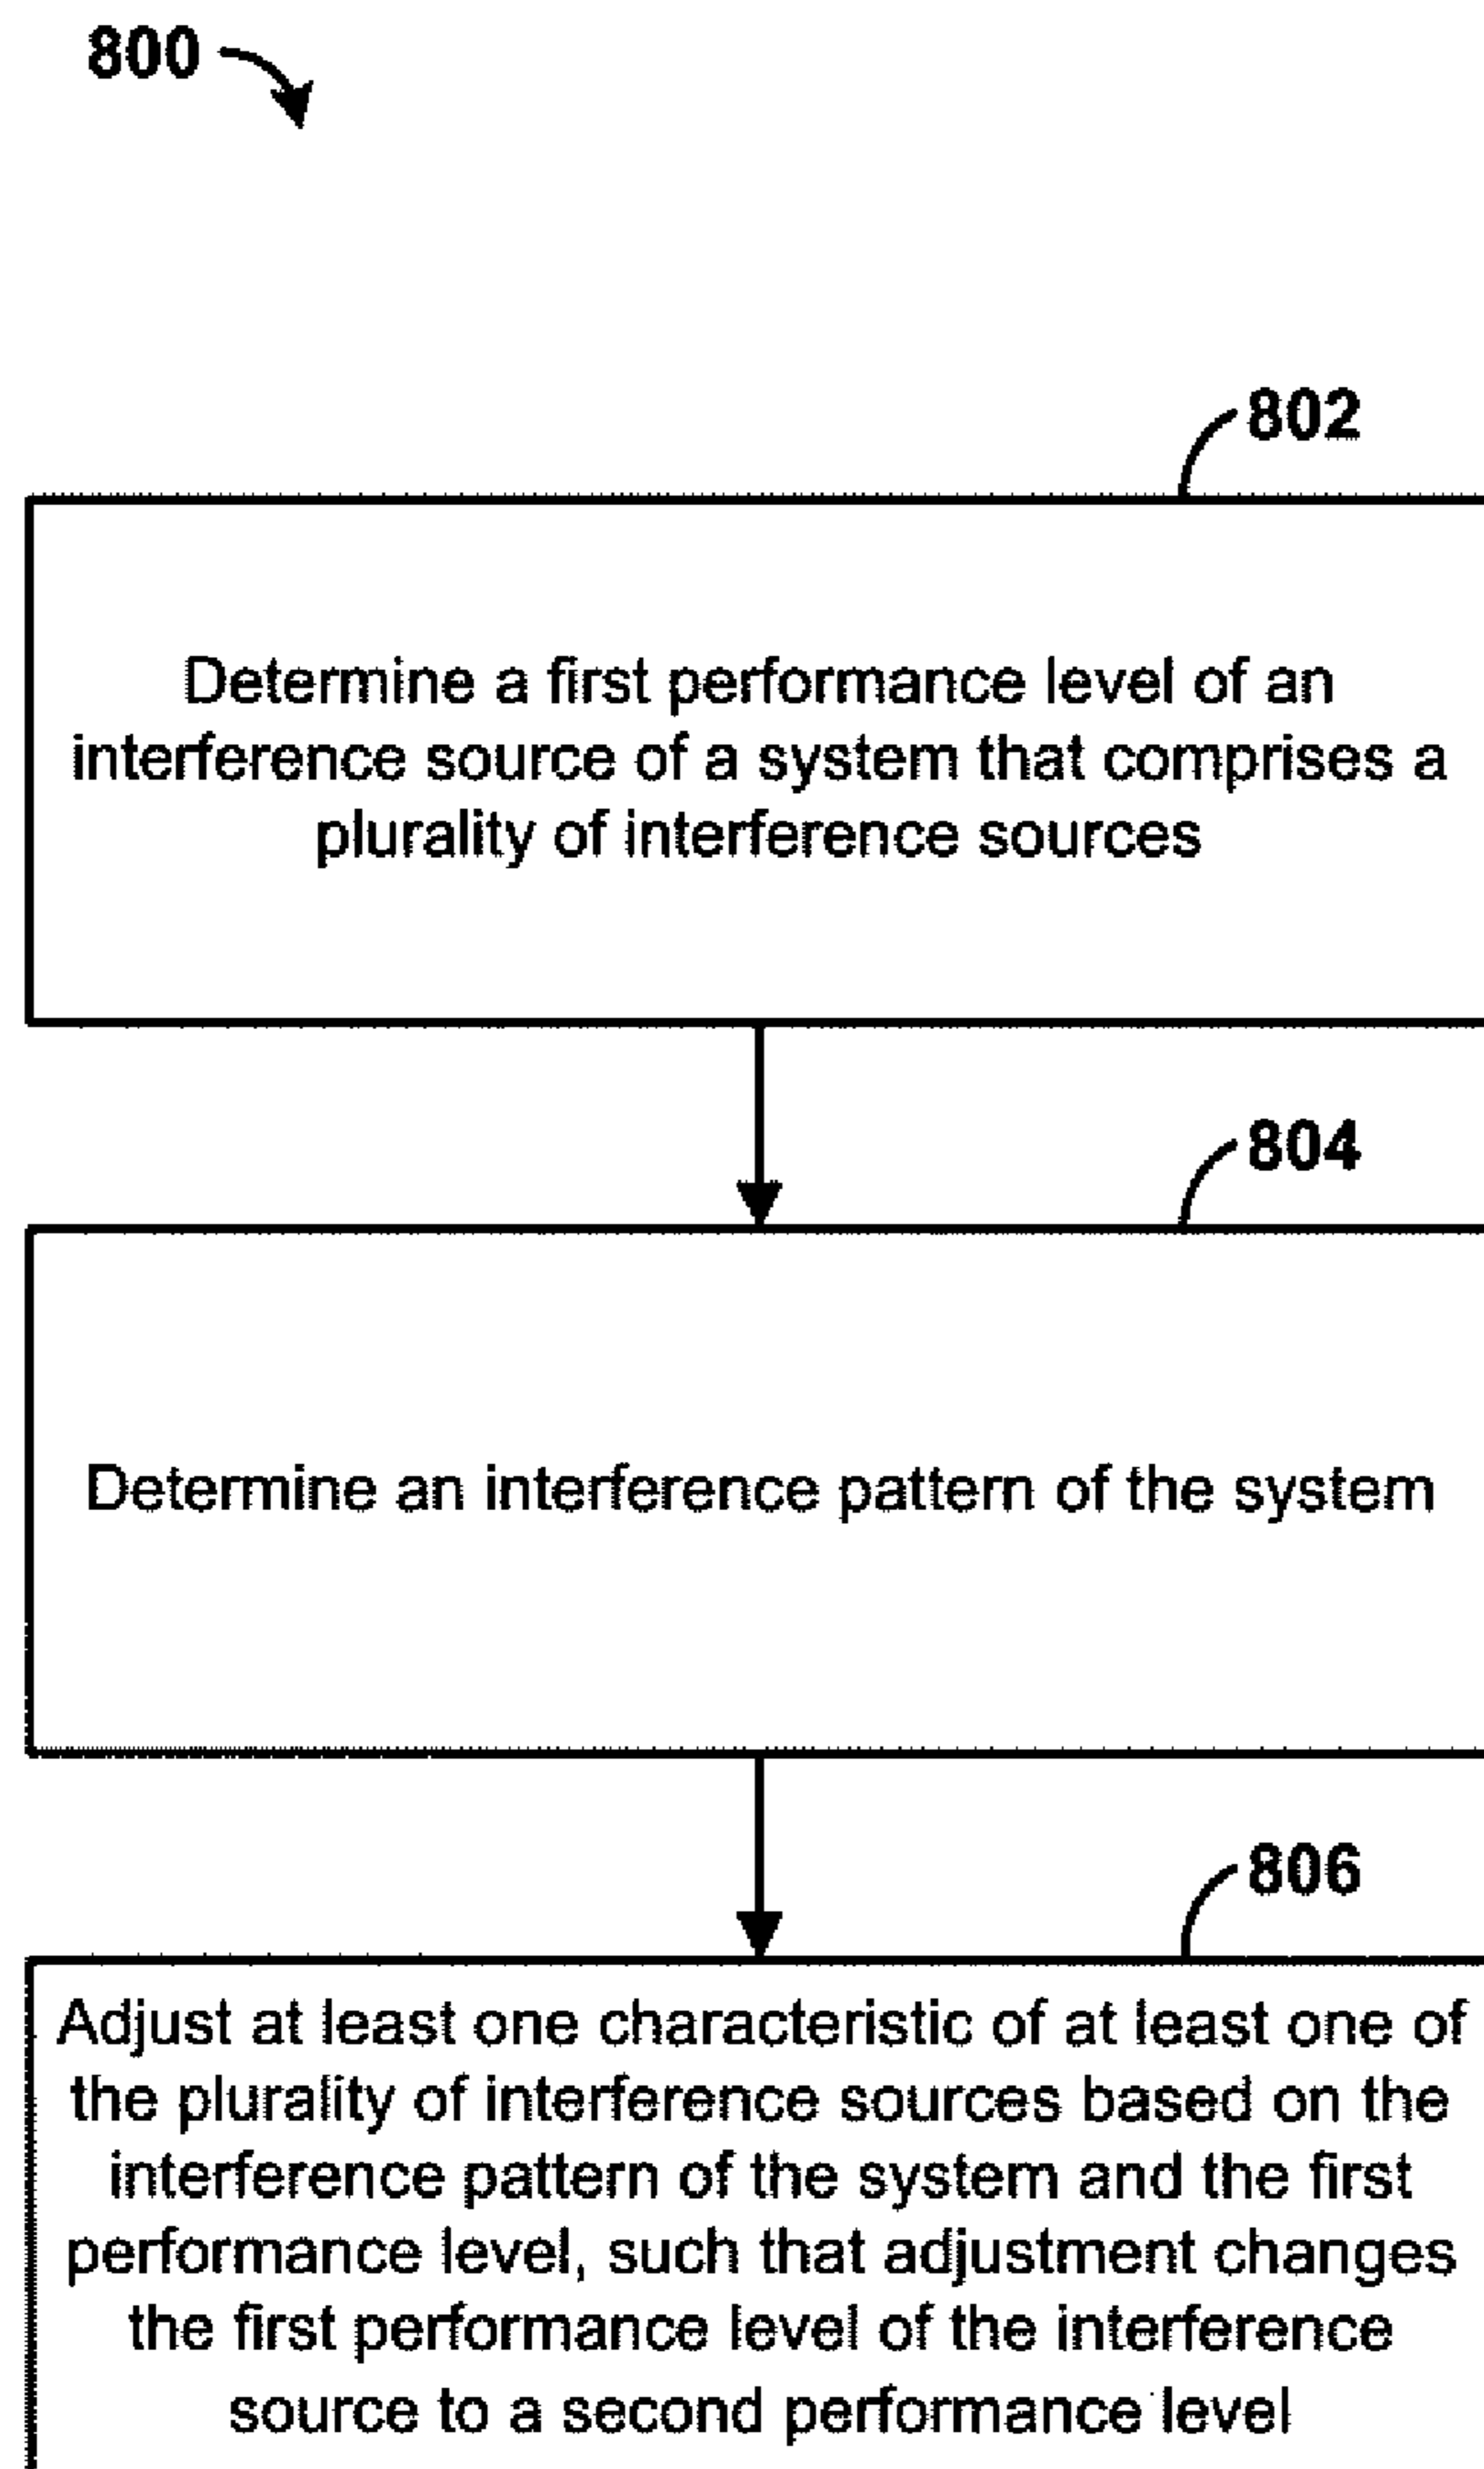 800
802
Determine a first performance level of an
interference source of a system that comprises a
plurality of interference sources
804
Determine an interference pattern of the system
806
Adjust at least one characteristic of at least one of
the plurality of interference sources based on the
interference pattern of the system and the first
performance level, such that adjustment changes
the first performance level of the interference
source to a second performance level